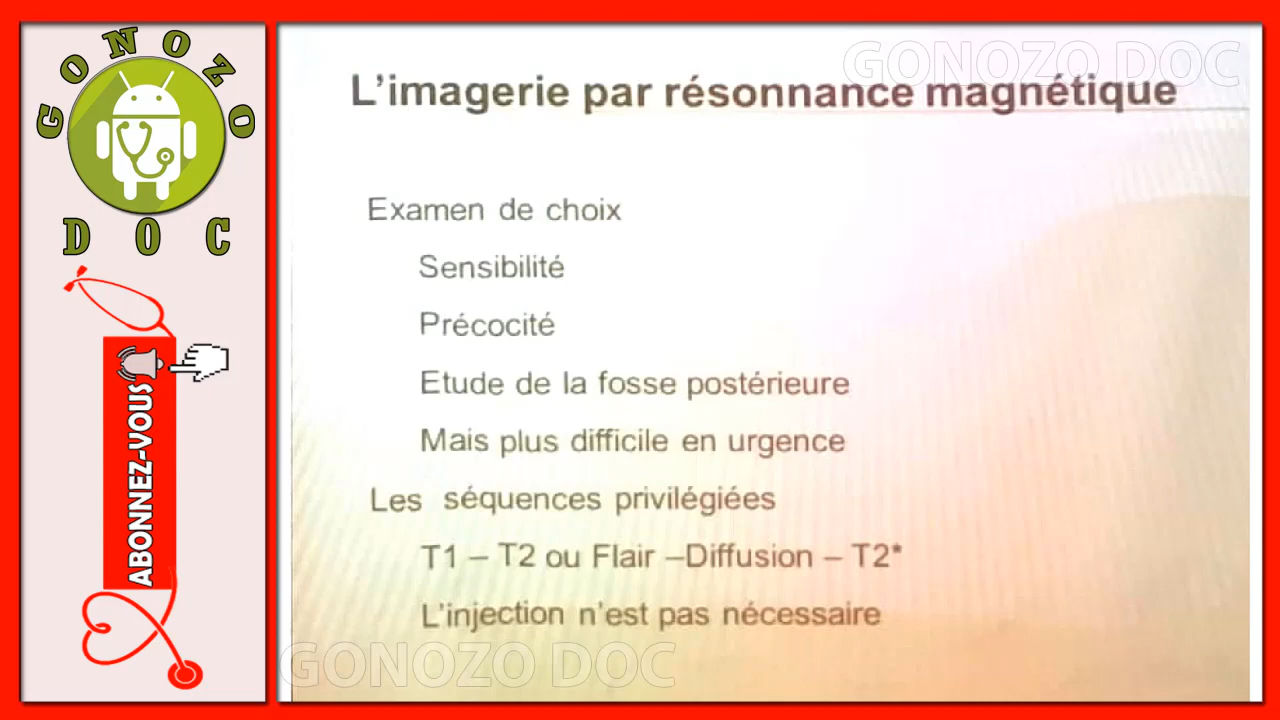 GONOZO
DOC
ABONNEZ-VOUS
GONOZO DOC
L'imagerie par résonnance magnétique
Examen de choix
Sensibilité
Précocité
Etude de la fosse postérieure
Mais plus difficile en urgence
Les séquences privilégiées
T1 – T2 ou Flair –Diffusion – T2*
L'injection n'est pas nécessaire
GONOZO DOC